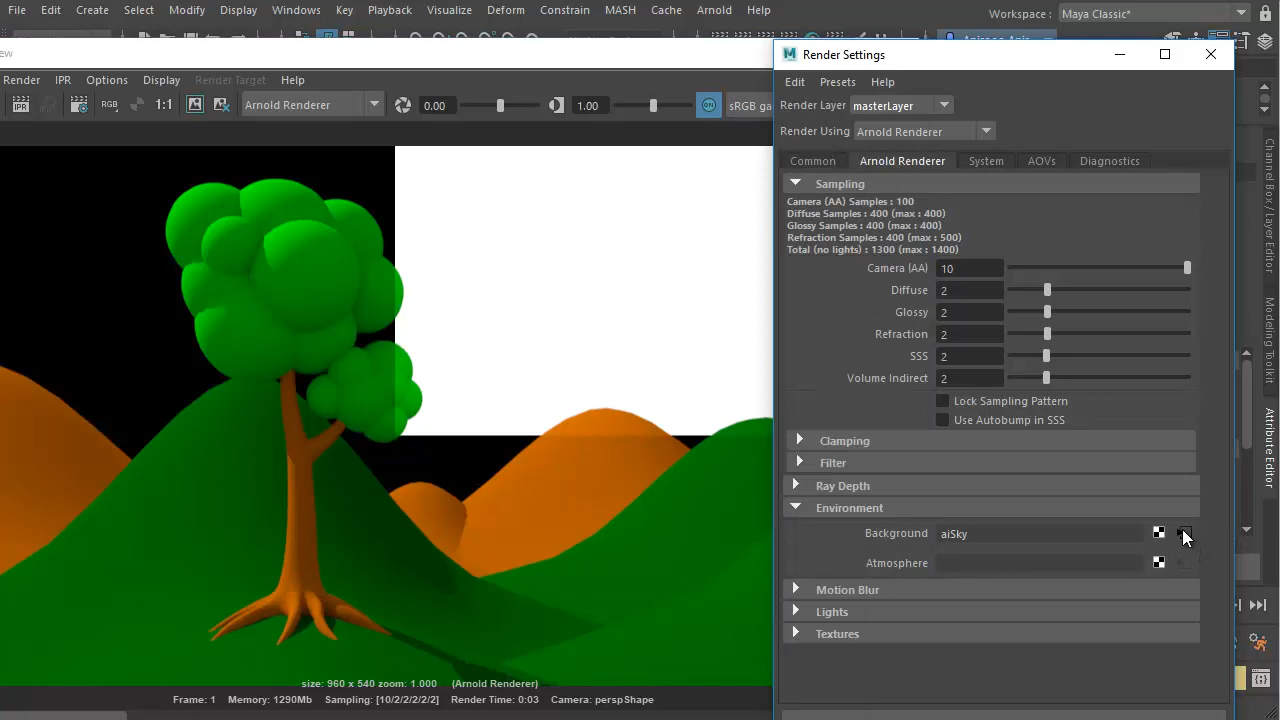 File Edit Create Select Modify Display Windows Key Playback Visualize Deform Constrain MASH Cache Arnold Help Workspace : Maya Classic*
ew
Render Settings
Render IPR Options Display Render Target Help
Edit Presets Help
IPR RGB 1:1 Arnold Renderer 0.00 1.00 ON sRGB ga
Render Layer masterLayer
Render Using Arnold Renderer
Common Arnold Renderer System AOVs Diagnostics
Sampling
Camera (AA) Samples : 100
Diffuse Samples : 400 (max : 400)
Glossy Samples : 400 (max : 400)
Refraction Samples : 400 (max : 500)
Total (no lights) : 1300 (max : 1400)
Camera (AA) 10
Diffuse 2
Glossy 2
Refraction 2
SSS 2
Volume Indirect 2
Lock Sampling Pattern
Use Autobump in SSS
Clamping
Filter
Ray Depth
Environment
Background aiSky
Atmosphere
Motion Blur
Lights
Textures
Channel Box / Layer Editor
Modeling Toolkit
Attribute Editor
size: 960 x 540 zoom: 1.000 (Arnold Renderer)
Frame: 1 Memory: 1290Mb Sampling: [10/2/2/2/2/2] Render Time: 0:03 Camera: perspShape